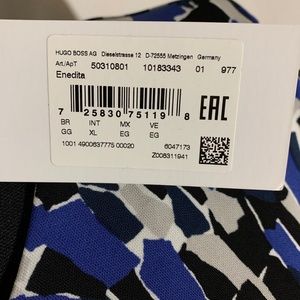 HUGO BOSS AG Dieselstrasse 12 D-72555 Metzingen Germany
Art/ApT 50310801 10183343 01 977
Enedita
7 25830 75119 8
EAC
BR INT MX VE
GG XL EG EG
1001 4900637775 00020 6047173
Z008311941